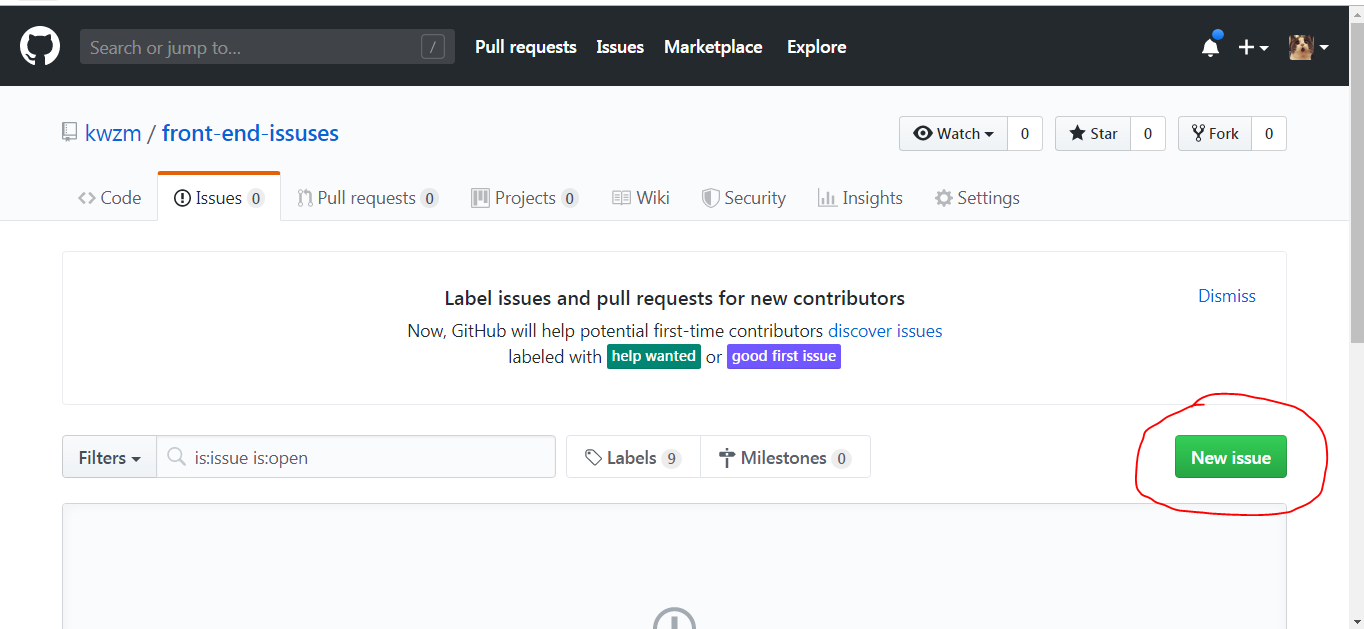 Search or jump to... / Pull requests Issues Marketplace Explore
kwzm / front-end-issuses Watch 0 Star 0 Fork 0
Code Issues 0 Pull requests 0 Projects 0 Wiki Security Insights Settings
Label issues and pull requests for new contributors Dismiss
Now, GitHub will help potential first-time contributors discover issues
labeled with help wanted or good first issue
Filters is:issue is:open Labels 9 Milestones 0 New issue